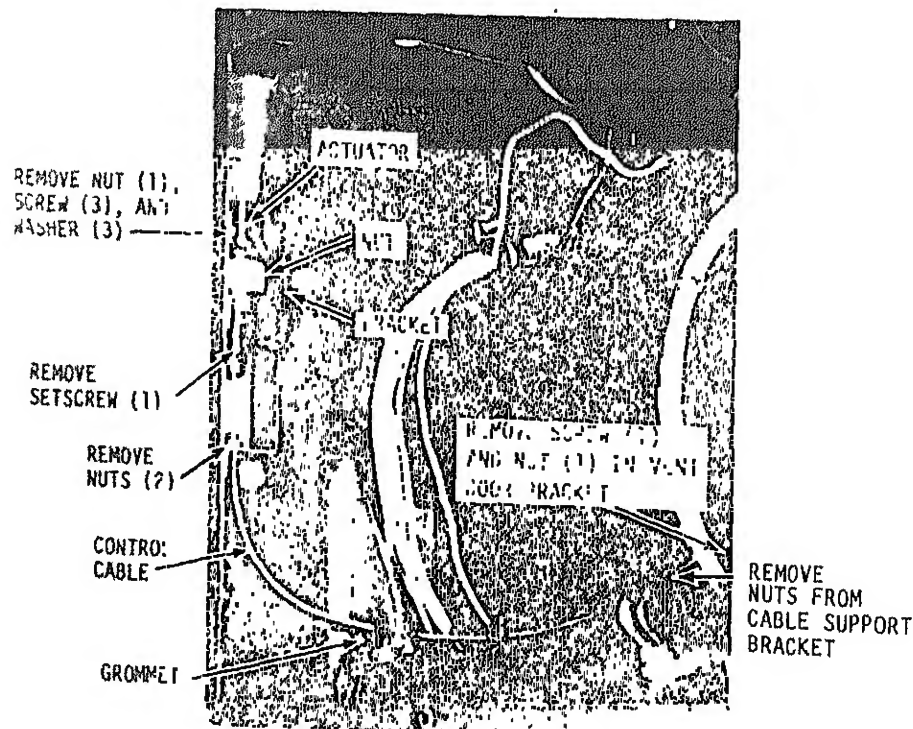 ACTUATOR
REMOVE NUT (1),
SCREW (3), AND
WASHER (3)
NUT
BRACKET
REMOVE
SETSCREW (1)
REMOVE SCREW
AND NUT (1) IN VENT
DOOR BRACKET
REMOVE
NUTS (2)
CONTROL
CABLE
REMOVE
NUTS FROM
CABLE SUPPORT
BRACKET
GROMMET